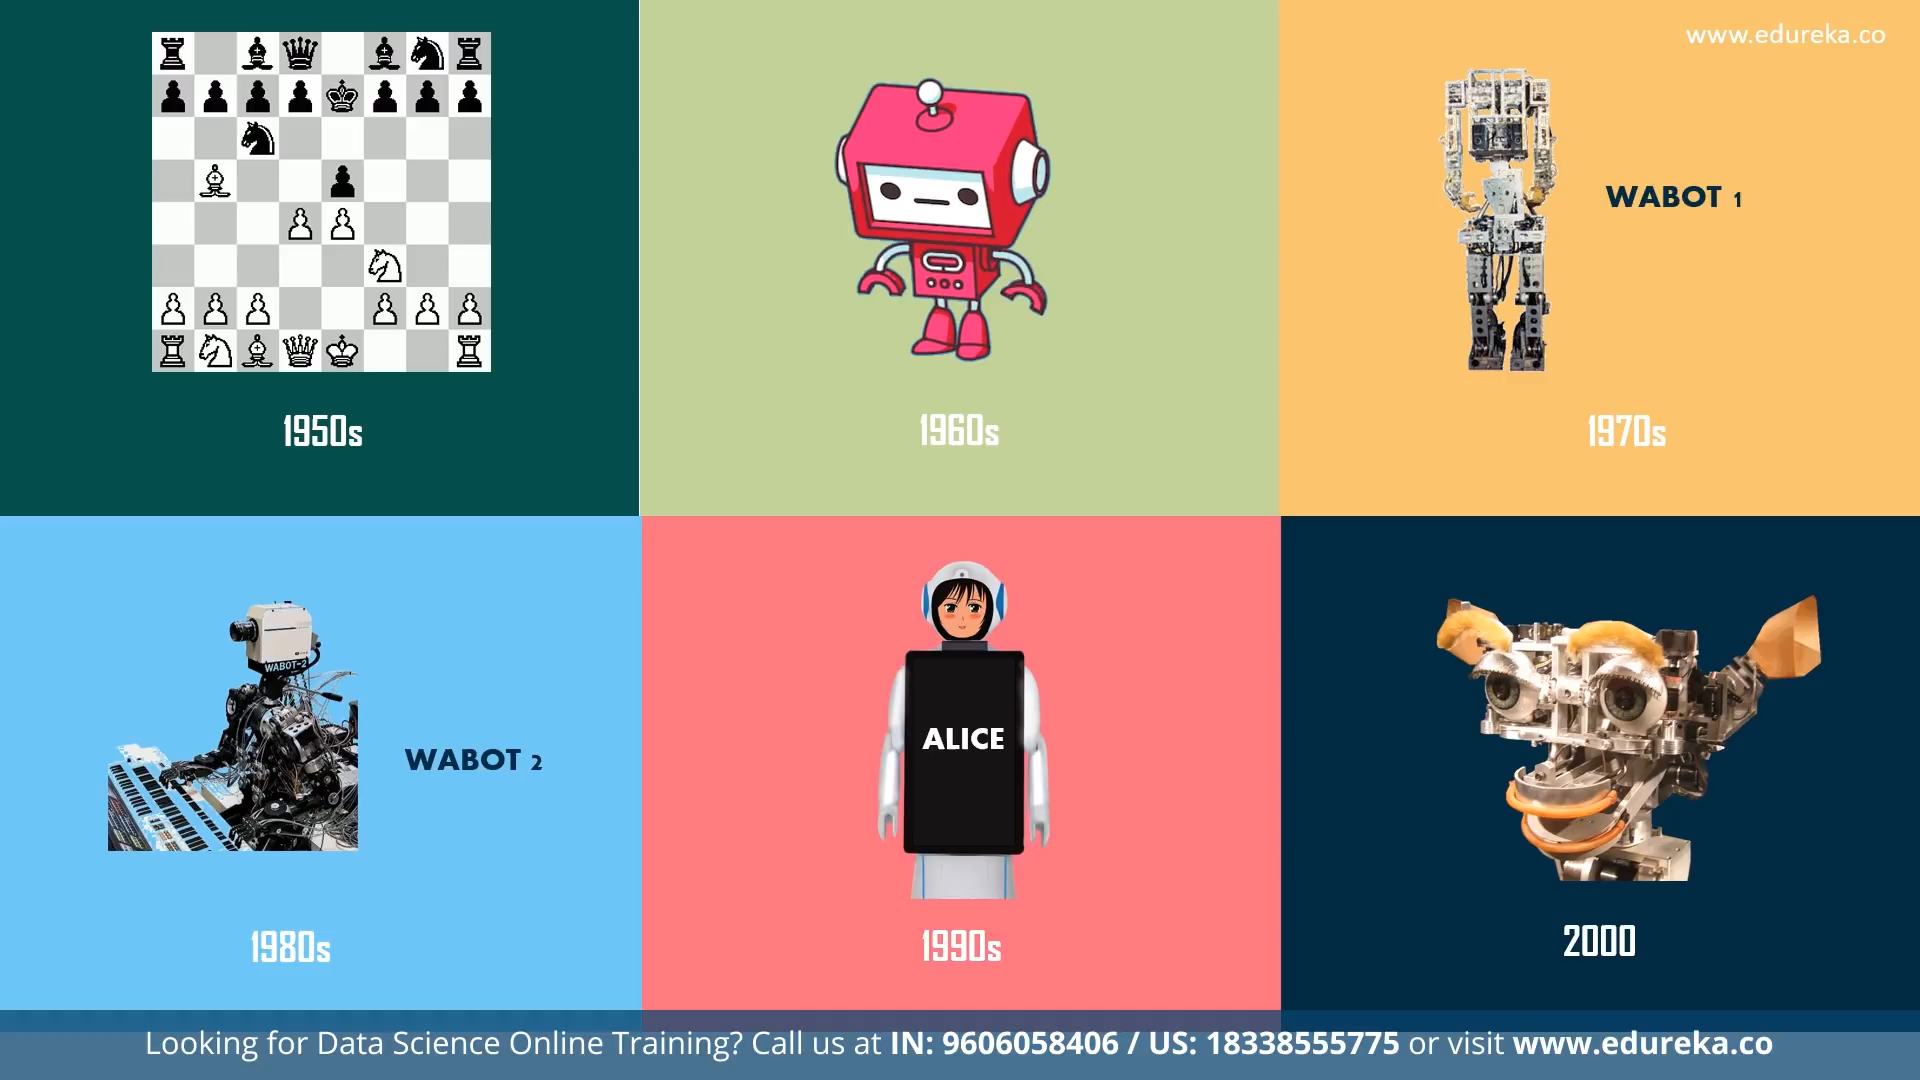 www.edureka.co
WABOT 1
1950s
1960s
1970s
WABOT-2
WABOT 2
ALICE
1980s
1990s
2000
Looking for Data Science Online Training? Call us at IN: 9606058406 / US: 18338555775 or visit www.edureka.co